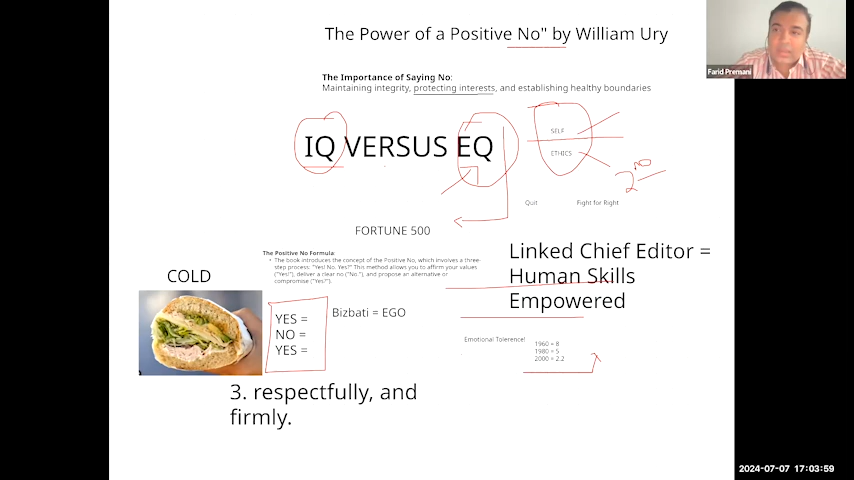 The Power of a Positive No" by William Ury
Farid Premani
The Importance of Saying No:
Maintaining integrity, protecting interests, and establishing healthy boundaries
IQ VERSUS EQ
SELF
ETHICS
NO
2
Quit
Fight for Right
FORTUNE 500
The Positive No Formula:
• The book introduces the concept of the Positive No, which involves a three-
step process: "Yes! No. Yes?" This method allows you to affirm your values
("Yes!"), deliver a clear no ("No."), and propose an alternative or
compromise ("Yes?").
Linked Chief Editor =
Human Skills
Empowered
COLD
YES =
NO =
YES =
Bizbati = EGO
Emotional Tolerence!
1960 = 8
1980 = 5
2000 = 2.2
3. respectfully, and
firmly.
2024-07-07 17:03:59